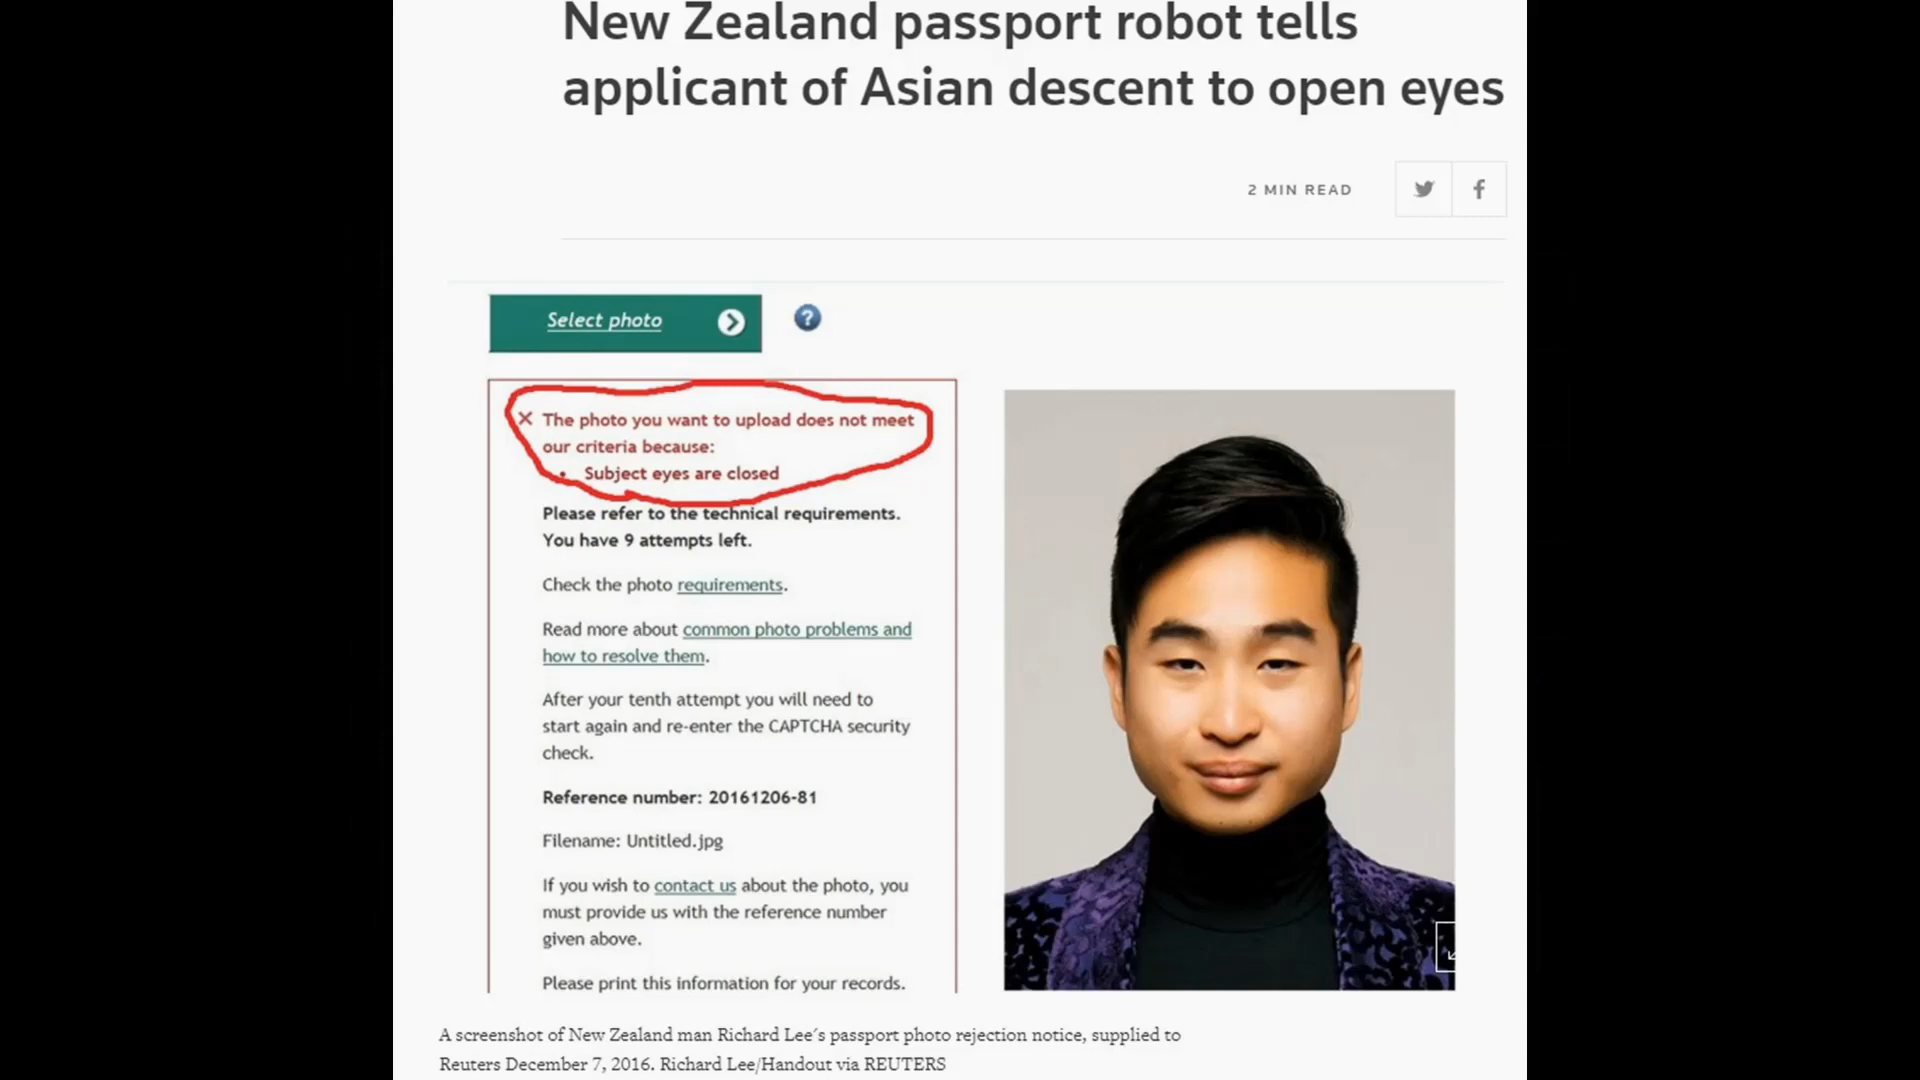 New Zealand passport robot tells
applicant of Asian descent to open eyes
2 MIN READ
Select photo
?
The photo you want to upload does not meet
our criteria because:
• Subject eyes are closed
Please refer to the technical requirements.
You have 9 attempts left.
Check the photo requirements.
Read more about common photo problems and
how to resolve them.
After your tenth attempt you will need to
start again and re-enter the CAPTCHA security
check.
Reference number: 20161206-81
Filename: Untitled.jpg
If you wish to contact us about the photo, you
must provide us with the reference number
given above.
Please print this information for your records.
A screenshot of New Zealand man Richard Lee's passport photo rejection notice, supplied to
Reuters December 7, 2016. Richard Lee/Handout via REUTERS